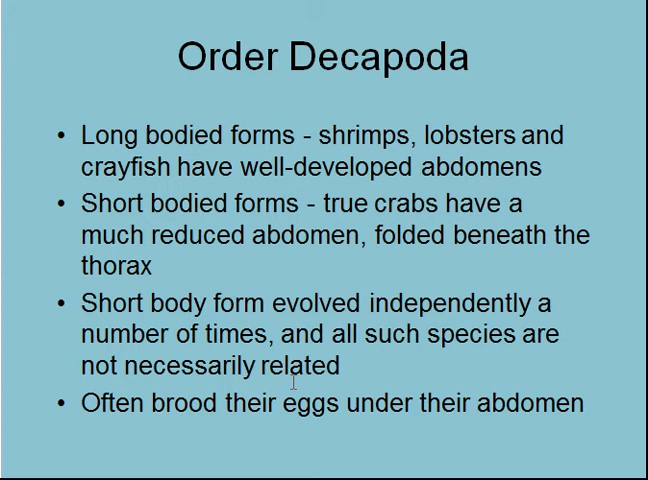 Order Decapoda
• Long bodied forms - shrimps, lobsters and
crayfish have well-developed abdomens
• Short bodied forms - true crabs have a
much reduced abdomen, folded beneath the
thorax
• Short body form evolved independently a
number of times, and all such species are
not necessarily related
• Often brood their eggs under their abdomen